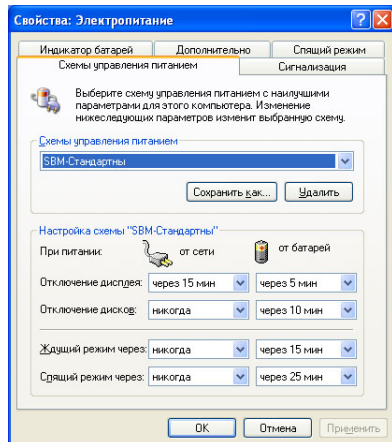 Свойства: Электропитание
Индикатор батарей Дополнительно Спящий режим
Схемы управления питанием Сигнализация
Выберите схему управления питанием с наилучшими
параметрами для этого компьютера. Изменение
нижеследующих параметров изменит выбранную схему.
Схемы управления питанием
SBM-Стандартны
Сохранить как... Удалить
Настройка схемы "SBM-Стандартны"
При питании: от сети от батарей
Отключение дисплея: через 15 мин через 5 мин
Отключение дисков: никогда через 10 мин
Ждущий режим через: никогда через 15 мин
Спящий режим через: никогда через 25 мин
OK Отмена Применить